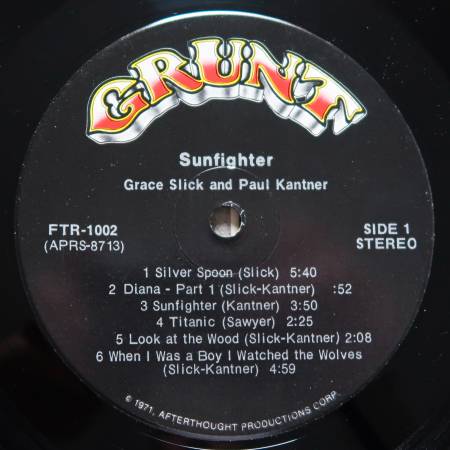 GRUNT
Sunfighter
Grace Slick and Paul Kantner
FTR-1002
(APRS-8713)
SIDE 1
STEREO
1 Silver Spoon (Slick) 5:40
2 Diana - Part 1 (Slick-Kantner) :52
3 Sunfighter (Kantner) 3:50
4 Titanic (Sawyer) 2:25
5 Look at the Wood (Slick-Kantner) 2:08
6 When I Was a Boy I Watched the Wolves
(Slick-Kantner) 4:59
© 1971, AFTERTHOUGHT PRODUCTIONS CORP.